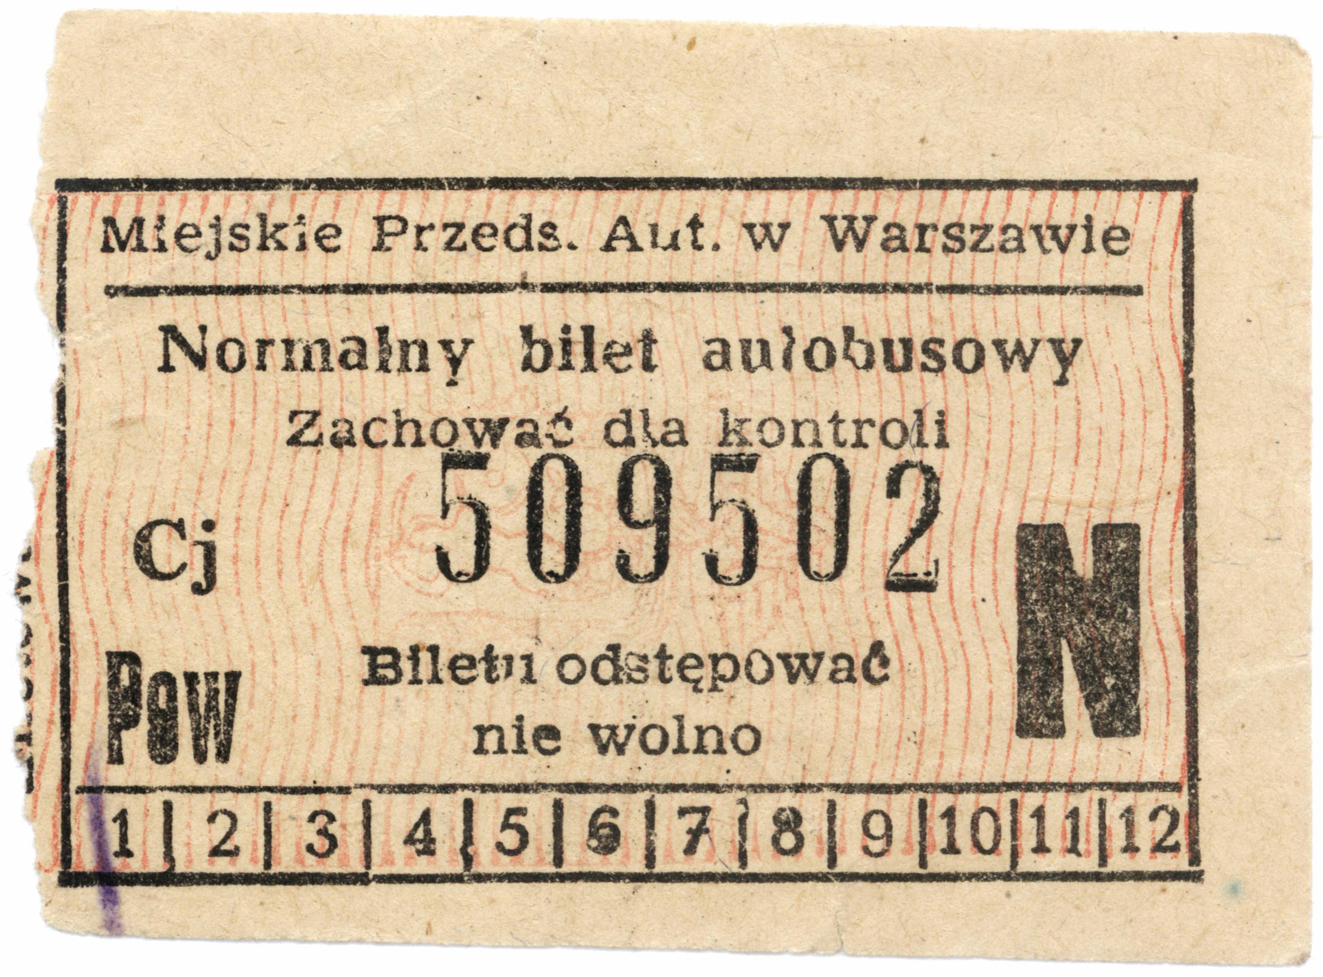 Miejskie Przeds. Aut. w Warszawie
Normalny bilet autobusowy
Zachować dla kontroli
509502
Cj
N
Pow
Biletu odstępować
nie wolno
1 | 2 | 3 | 4 | 5 | 6 | 7 | 8 | 9 | 10 | 11 | 12